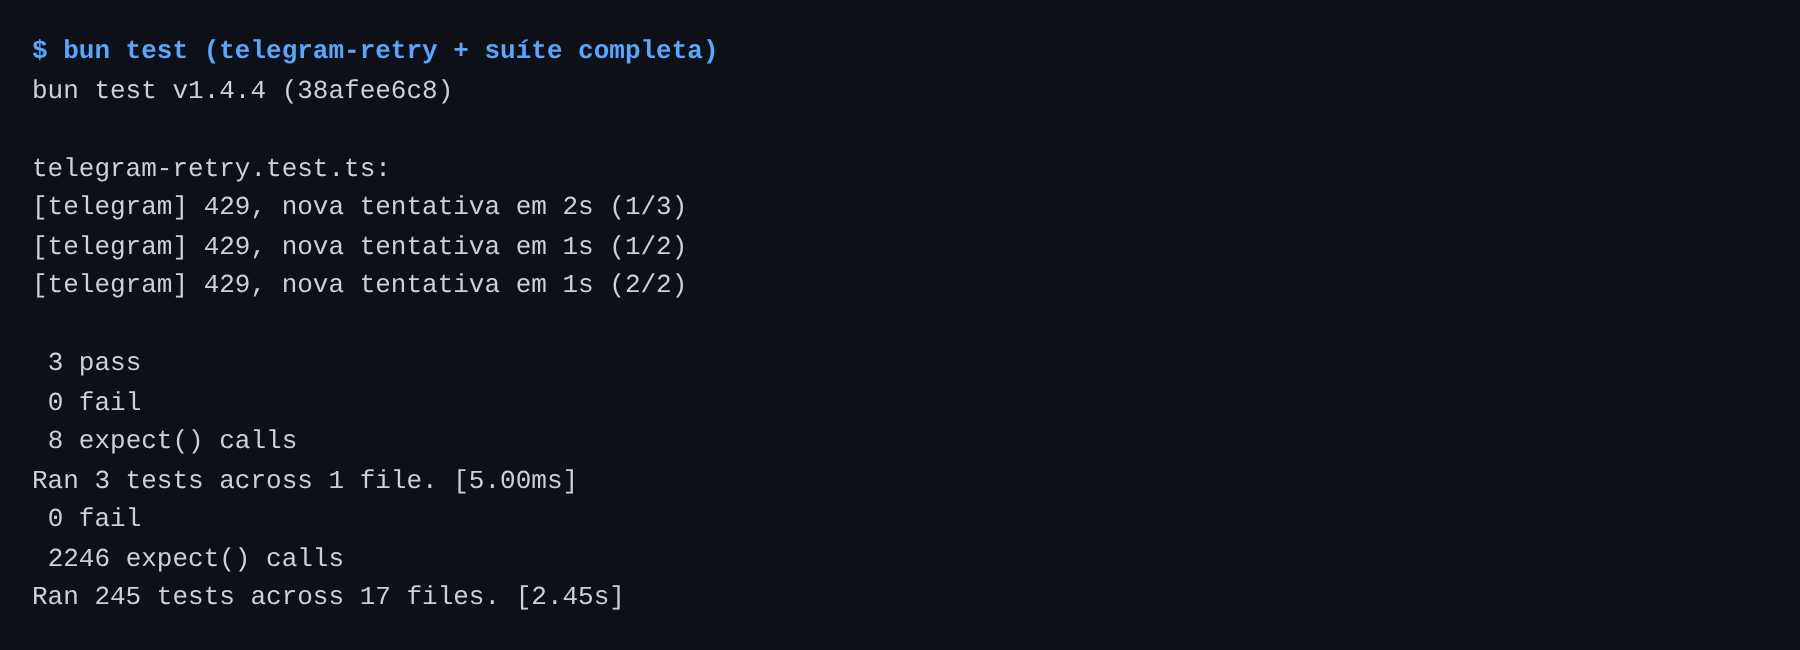 $ bun test (telegram-retry + suíte completa)
bun test v1.4.4 (38afee6c8)
telegram-retry.test.ts:
[telegram] 429, nova tentativa em 2s (1/3)
[telegram] 429, nova tentativa em 1s (1/2)
[telegram] 429, nova tentativa em 1s (2/2)
3 pass
0 fail
8 expect() calls
Ran 3 tests across 1 file. [5.00ms]
0 fail
2246 expect() calls
Ran 245 tests across 17 files. [2.45s]